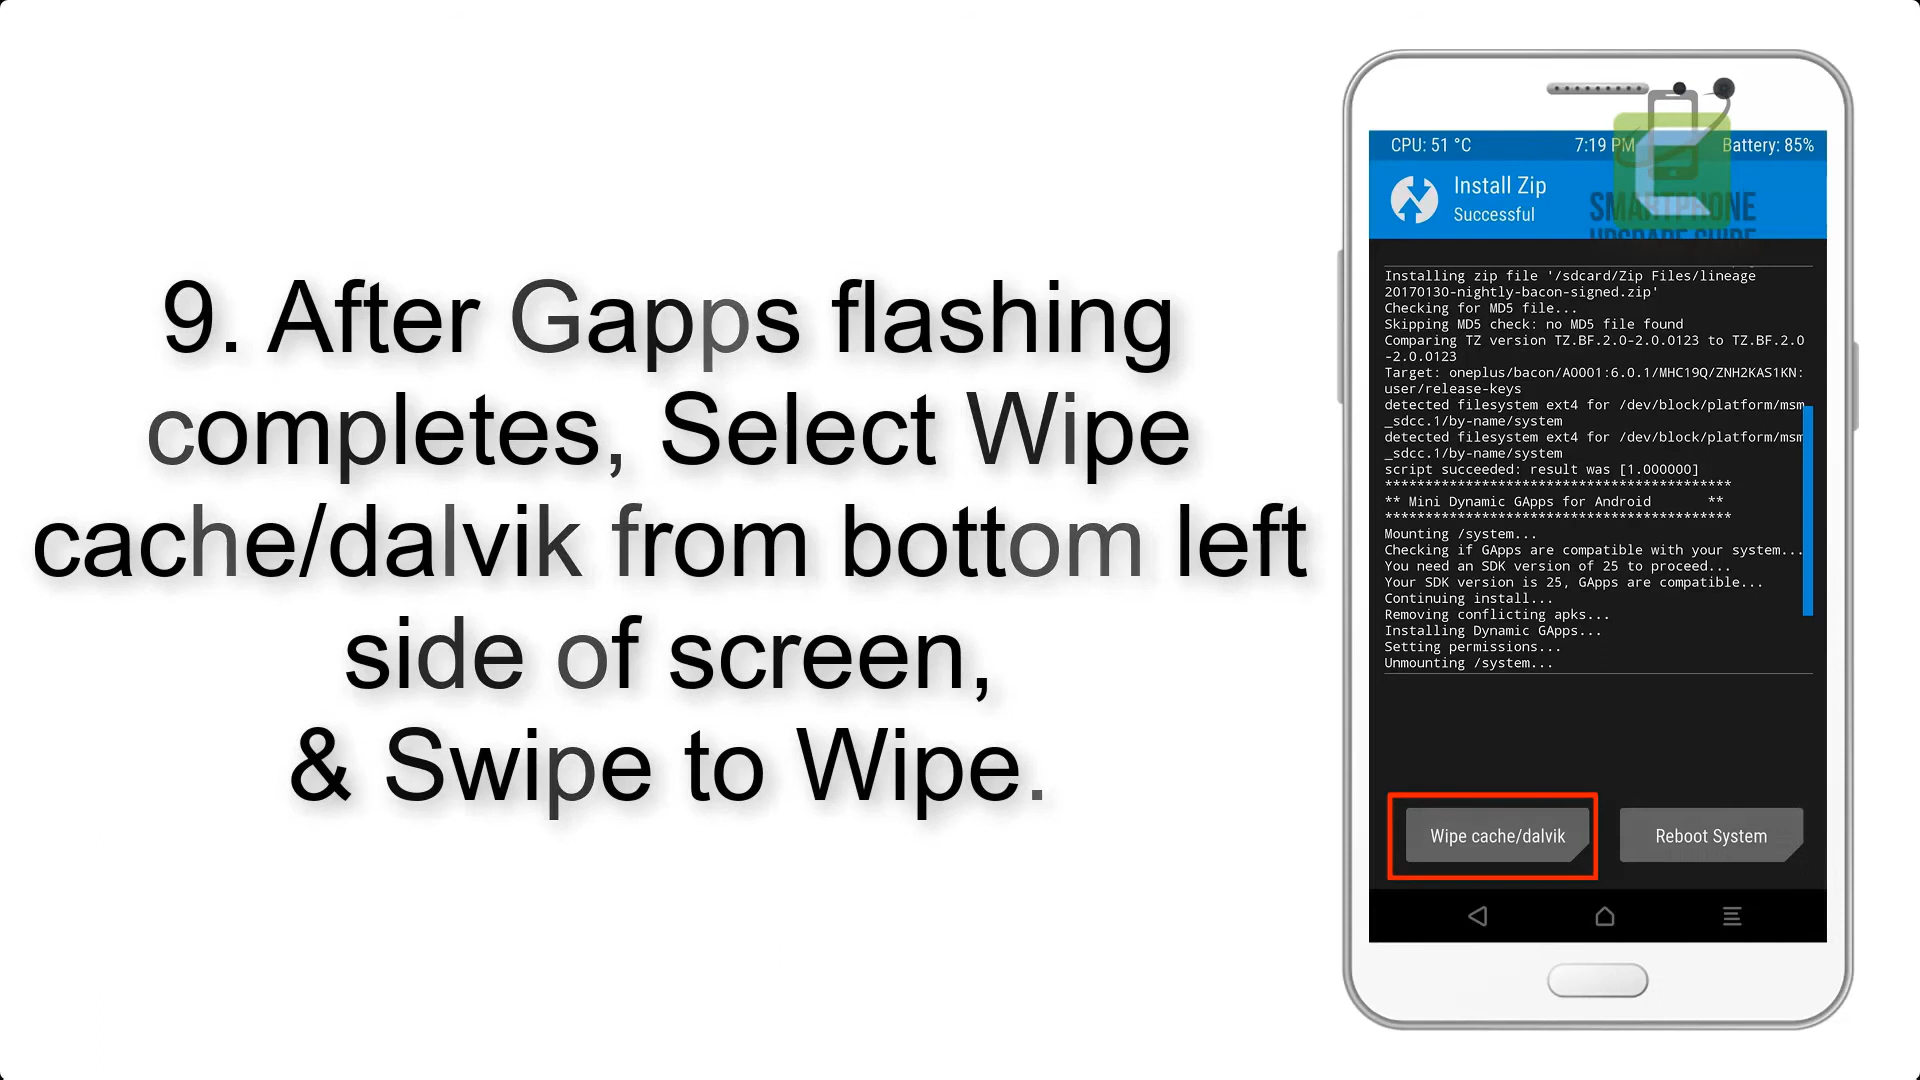 9. After Gapps flashing
completes, Select Wipe
cache/dalvik from bottom left
side of screen,
& Swipe to Wipe.
CPU: 51 °C 7:19 PM Battery: 85%
Install Zip
Successful
SMARTPHONE
UPGRADE GUIDE
Installing zip file '/sdcard/Zip Files/lineage
20170130-nightly-bacon-signed.zip'
Checking for MD5 file...
Skipping MD5 check: no MD5 file found
Comparing TZ version TZ.BF.2.0-2.0.0123 to TZ.BF.2.0
-2.0.0123
Target: oneplus/bacon/A0001:6.0.1/MHC19Q/ZNH2KAS1KN:
user/release-keys
detected filesystem ext4 for /dev/block/platform/msm
_sdcc.1/by-name/system
detected filesystem ext4 for /dev/block/platform/msm
_sdcc.1/by-name/system
script succeeded: result was [1.000000]
******************************************
** Mini Dynamic GApps for Android **
******************************************
Mounting /system...
Checking if GApps are compatible with your system...
You need an SDK version of 25 to proceed...
Your SDK version is 25, GApps are compatible...
Continuing install...
Removing conflicting apks...
Installing Dynamic GApps...
Setting permissions...
Unmounting /system...
Wipe cache/dalvik Reboot System